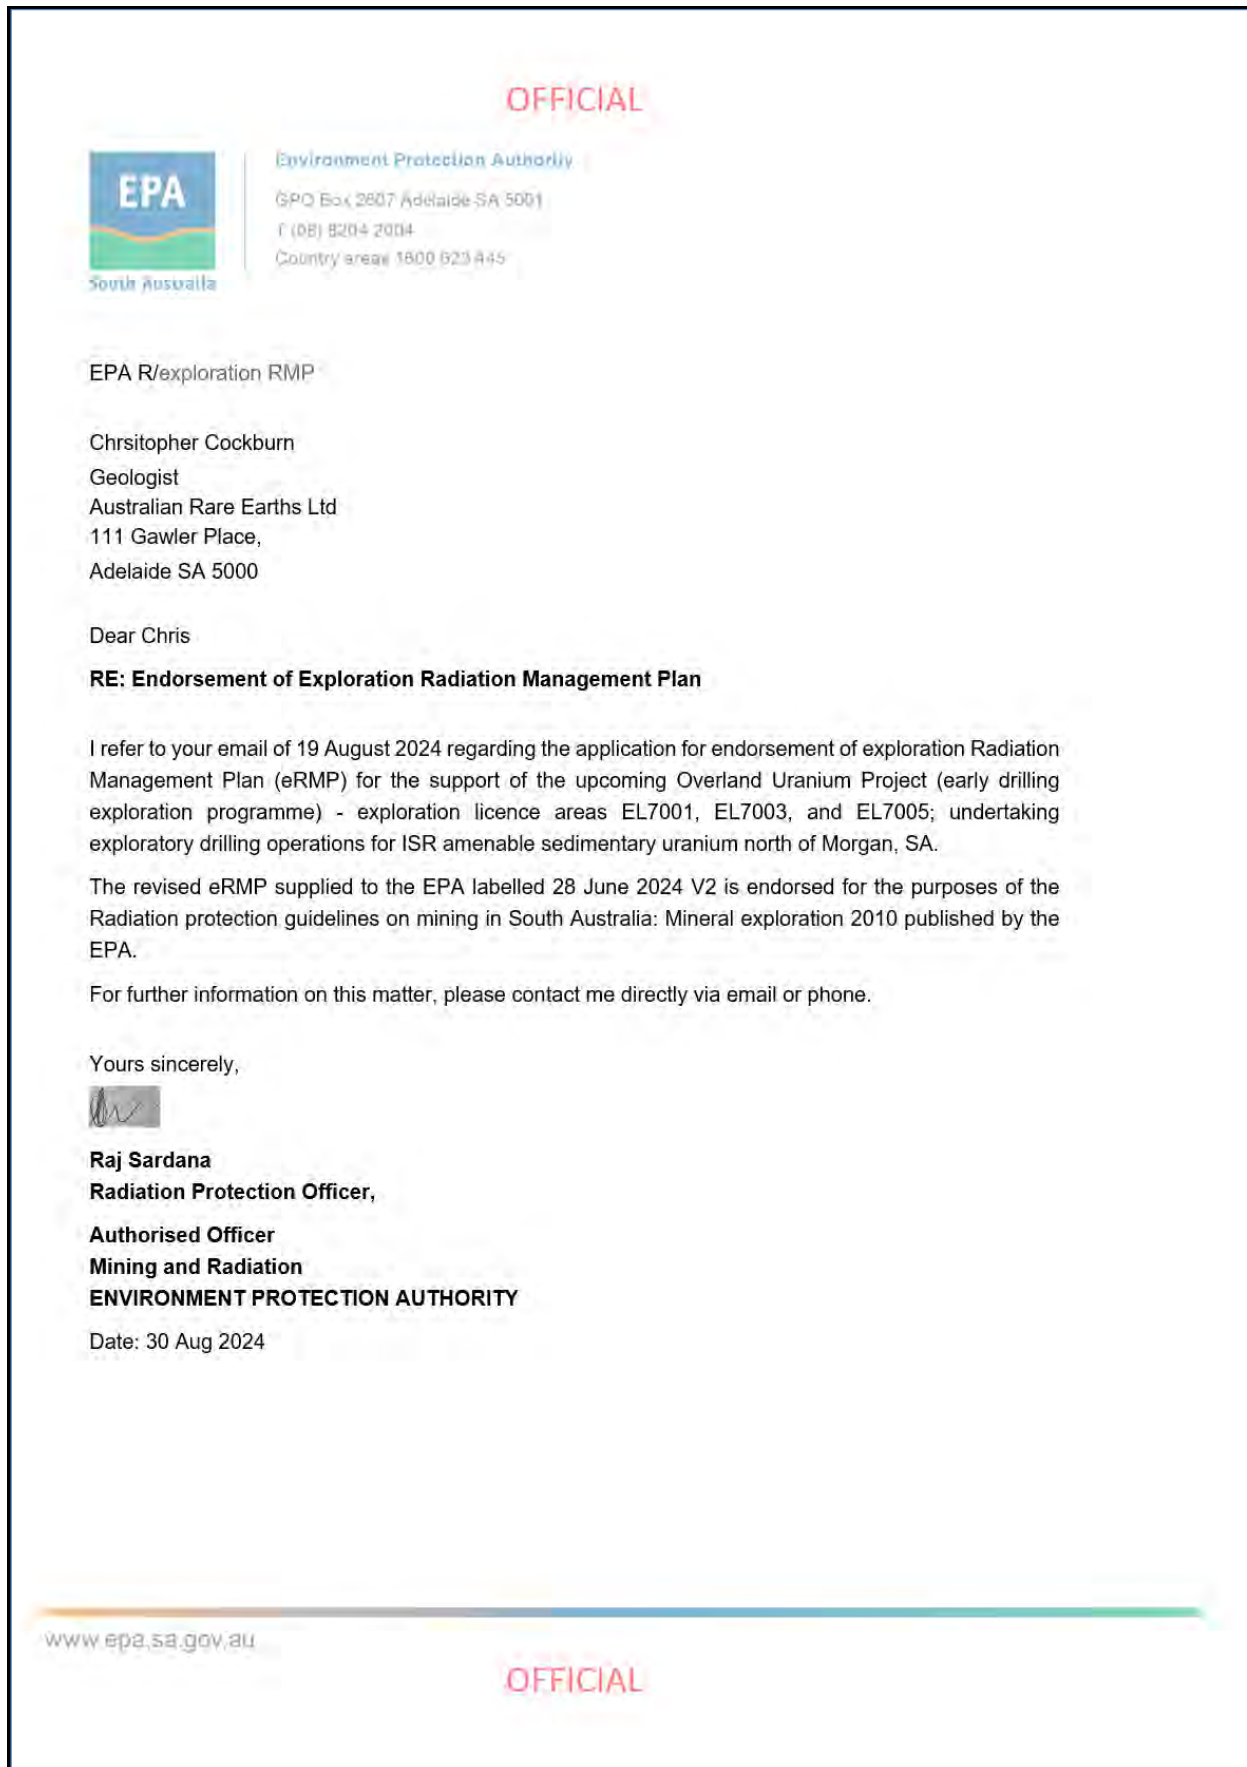 OFFICIAL
EPA
South Australia
Environment Protection Authority
GPO Box 2607 Adelaide SA 5001
T (08) 8204 2004
Country areas 1800 623 445
EPA R/exploration RMP
Chrsitopher Cockburn
Geologist
Australian Rare Earths Ltd
111 Gawler Place,
Adelaide SA 5000
Dear Chris
RE: Endorsement of Exploration Radiation Management Plan
I refer to your email of 19 August 2024 regarding the application for endorsement of exploration Radiation
Management Plan (eRMP) for the support of the upcoming Overland Uranium Project (early drilling
exploration programme) - exploration licence areas EL7001, EL7003, and EL7005; undertaking
exploratory drilling operations for ISR amenable sedimentary uranium north of Morgan, SA.
The revised eRMP supplied to the EPA labelled 28 June 2024 V2 is endorsed for the purposes of the
Radiation protection guidelines on mining in South Australia: Mineral exploration 2010 published by the
EPA.
For further information on this matter, please contact me directly via email or phone.
Yours sincerely,
Raj Sardana
Radiation Protection Officer,
Authorised Officer
Mining and Radiation
ENVIRONMENT PROTECTION AUTHORITY
Date: 30 Aug 2024
www.epa.sa.gov.au
OFFICIAL